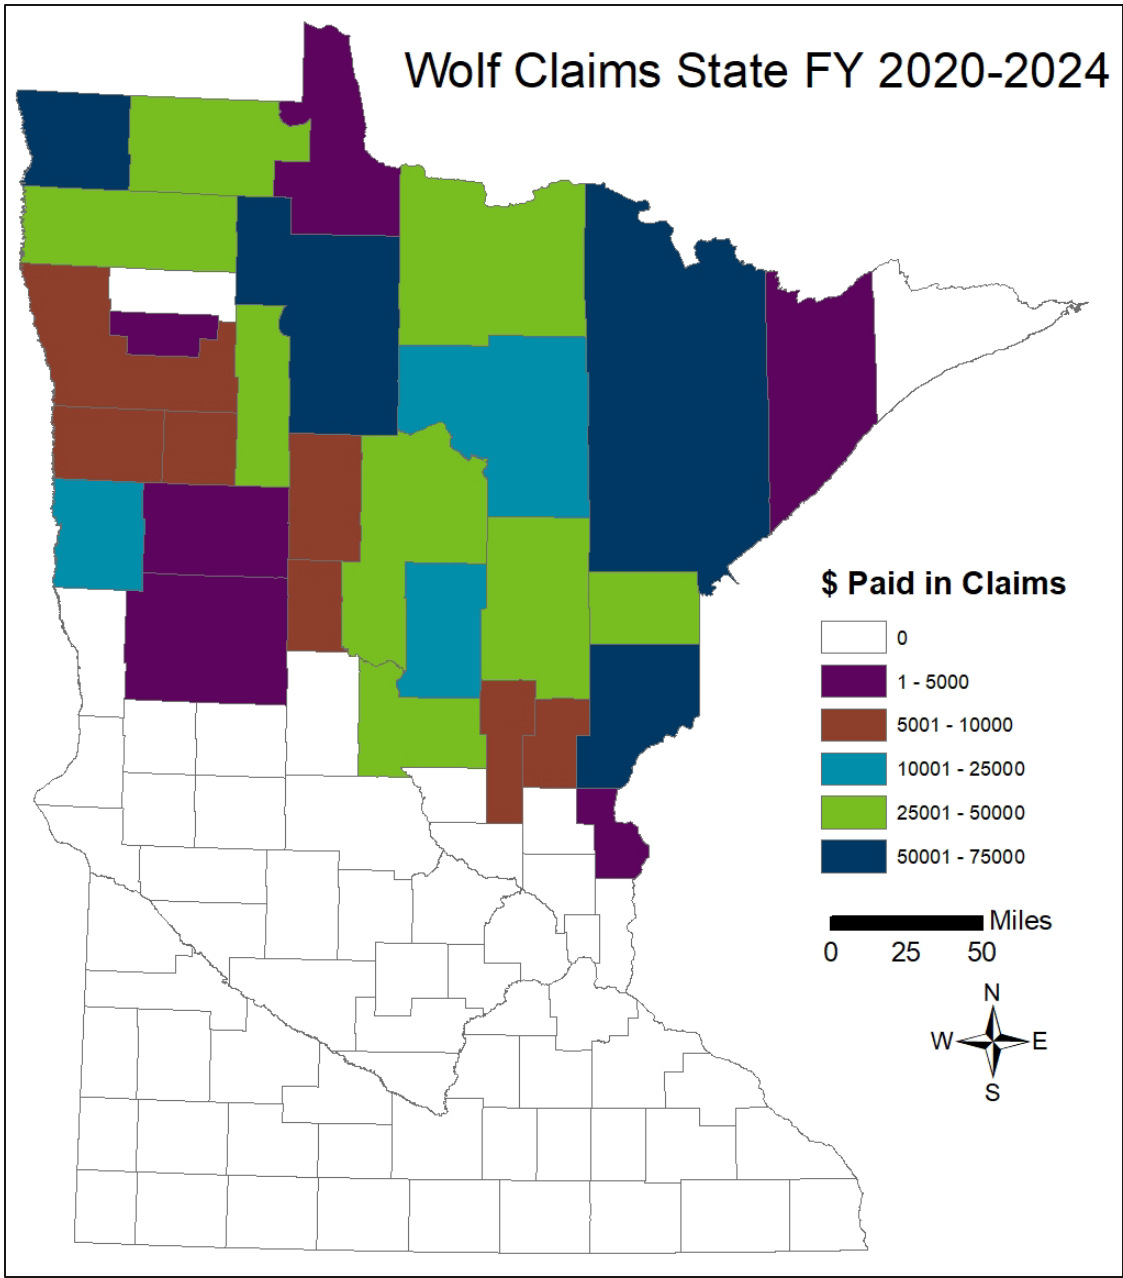 Wolf Claims State FY 2020-2024
$ Paid in Claims
0
1 - 5000
5001 - 10000
10001 - 25000
25001 - 50000
50001 - 75000
Miles
0 25 50
N
W E
S